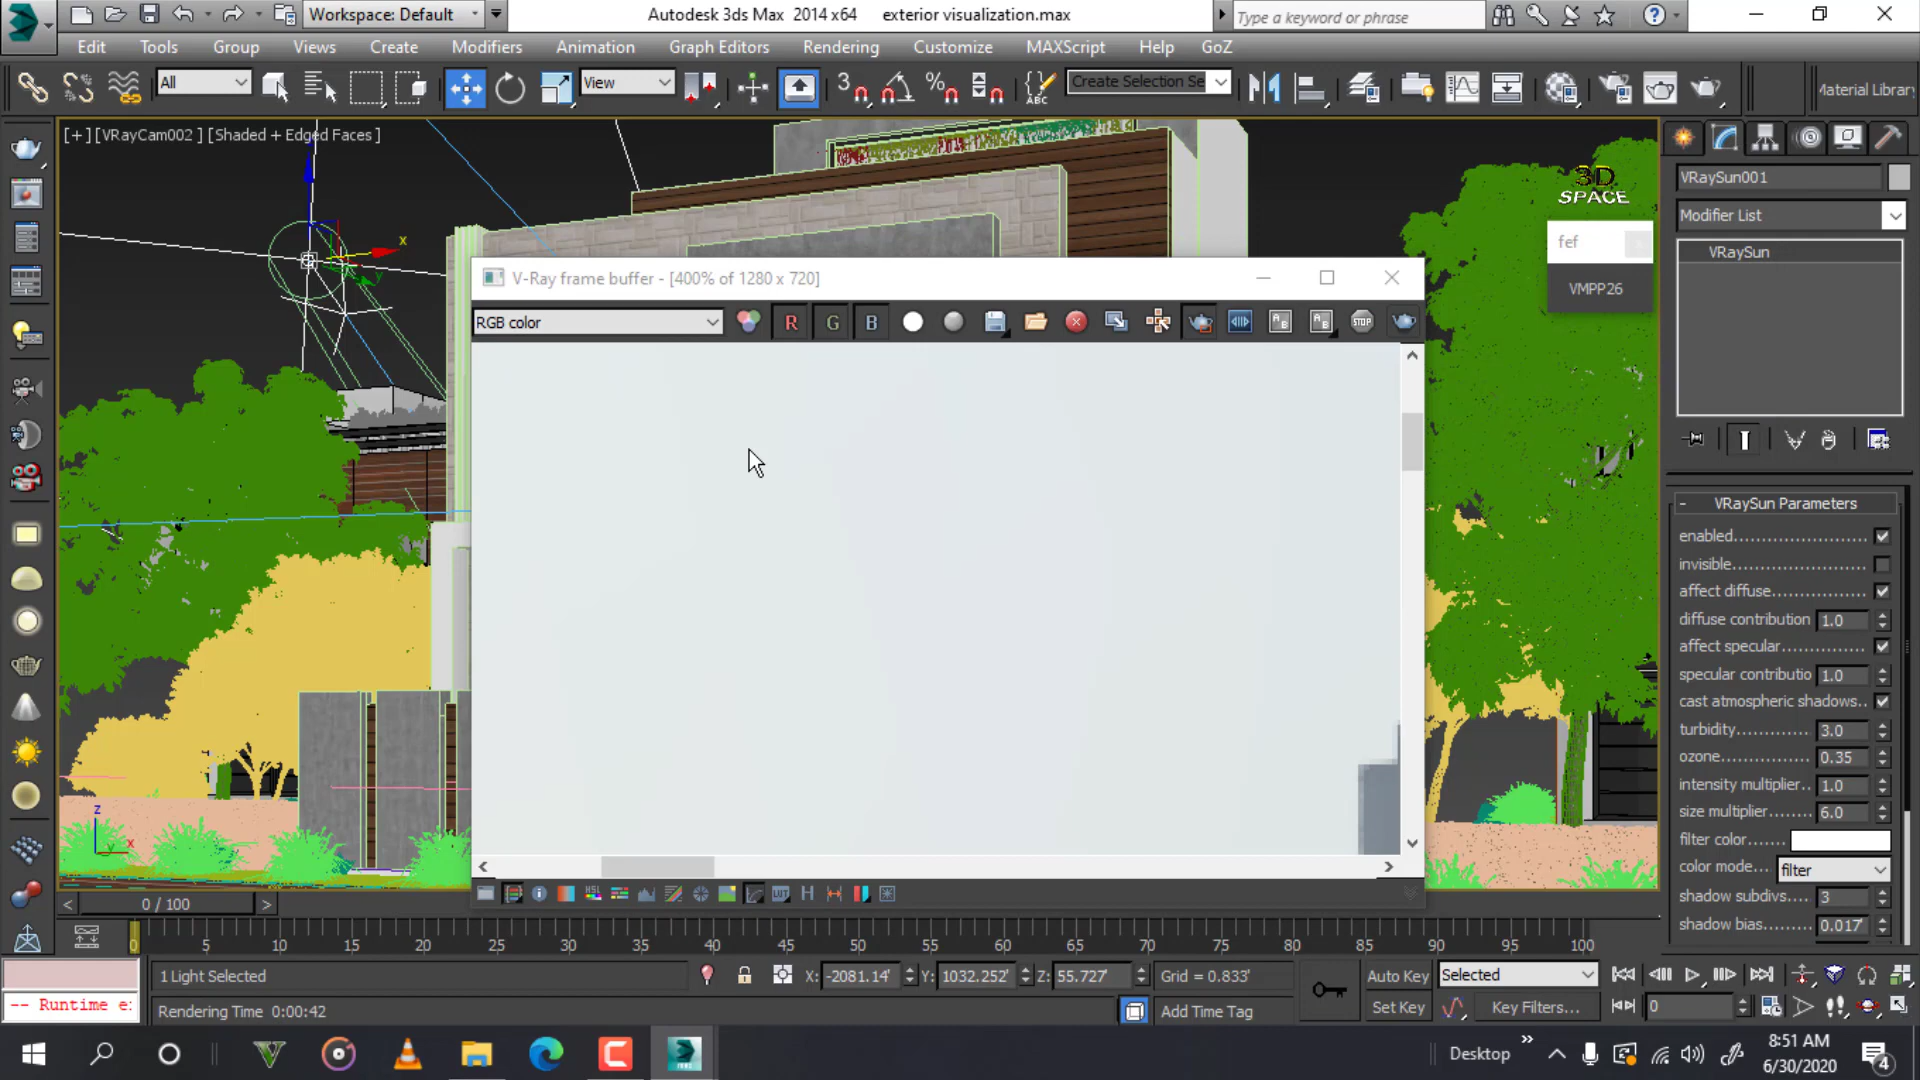 Workspace: Default
Autodesk 3ds Max 2014 x64 exterior visualization.max
Type a keyword or phrase
Edit Tools Group Views Create Modifiers Animation Graph Editors Rendering Customize MAXScript Help GoZ
All
View
3
%
ABC
Create Selection Se
Material Library
[+] [VRayCam002 ] [Shaded + Edged Faces ]
VRaySun001
3D
SPACE
Modifier List
fef
VRaySun
VMPP26
V-Ray frame buffer - [400% of 1280 x 720]
RGB color
R G B
STOP
x
y
VRaySun Parameters
enabled
invisible
affect diffuse
diffuse contribution 1.0
affect specular
specular contributio 1.0
cast atmospheric shadows..
turbidity 3.0
ozone 0.35
intensity multiplier.. 1.0
size multiplier 6.0
filter color
color mode filter
shadow subdivs.... 3
shadow bias 0.017'
z
x
HSL
H
< 0 / 100 >
0 5 10 15 20 25 30 35 40 45 50 55 60 65 70 75 80 85 90 95 100
1 Light Selected
X: -2081.14' Y: 1032.252' Z: 55.727' Grid = 0.833' Auto Key Selected
-- Runtime e:
Rendering Time 0:00:42
Add Time Tag Set Key Key Filters... 0
Desktop
8:51 AM
6/30/2020
4